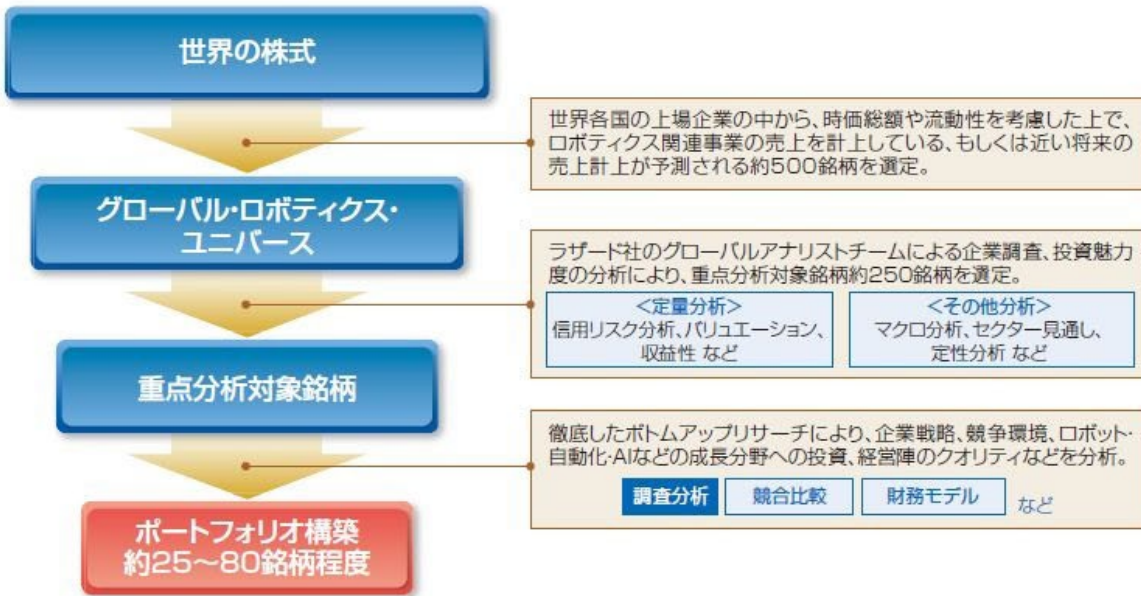 世界の株式
世界各国の上場企業の中から、時価総額や流動性を考慮した上で、
ロボティクス関連事業の売上を計上している、もしくは近い将来の
売上計上が予測される約500銘柄を選定。
グローバル・ロボティクス・
ユニバース
ラザード社のグローバルアナリストチームによる企業調査、投資魅力
度の分析により、重点分析対象銘柄約250銘柄を選定。
<定量分析>
信用リスク分析、バリュエーション、
収益性 など
<その他分析>
マクロ分析、セクター見通し、
定性分析 など
重点分析対象銘柄
徹底したボトムアップリサーチにより、企業戦略、競争環境、ロボット・
自動化・AIなどの成長分野への投資、経営陣のクオリティなどを分析。
調査分析 競合比較 財務モデル など
ポートフォリオ構築
約25〜80銘柄程度